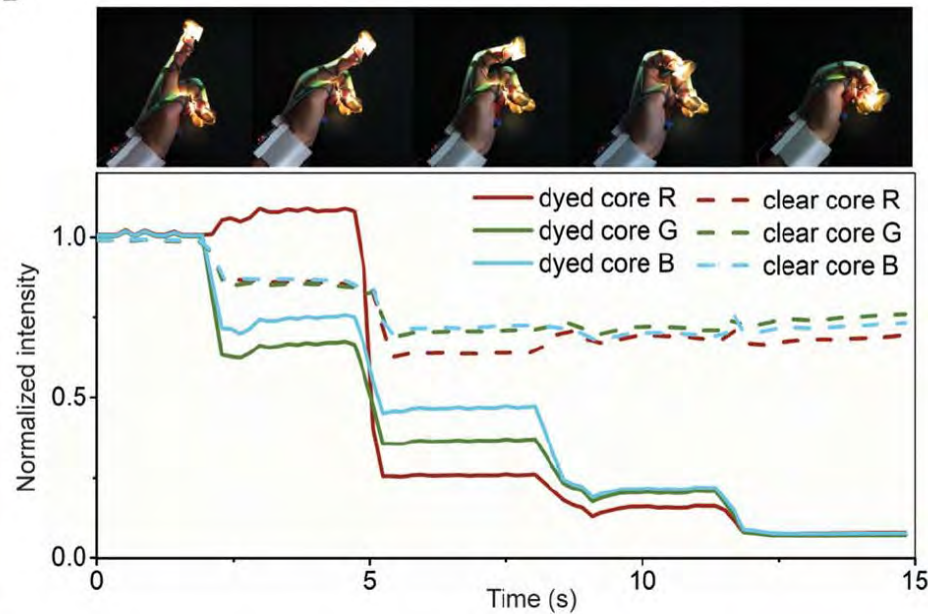 dyed core R
clear core R
dyed core G
clear core G
dyed core B
clear core B
1.0
0.5
0.0
Normalized intensity
0
5
10
15
Time (s)